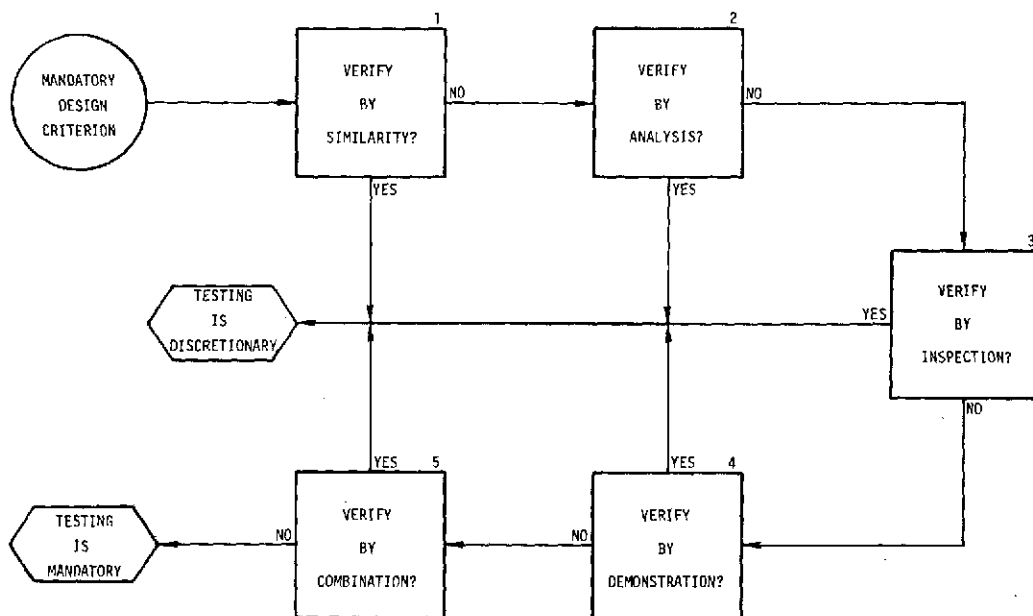 MANDATORY
DESIGN
CRITERION
1
VERIFY
BY
SIMILARITY?
NO
YES
2
VERIFY
BY
ANALYSIS?
NO
YES
3
VERIFY
BY
INSPECTION?
YES
NO
TESTING
IS
DISCRETIONARY
4
YES
VERIFY
BY
DEMONSTRATION?
NO
5
YES
VERIFY
BY
COMBINATION?
NO
TESTING
IS
MANDATORY